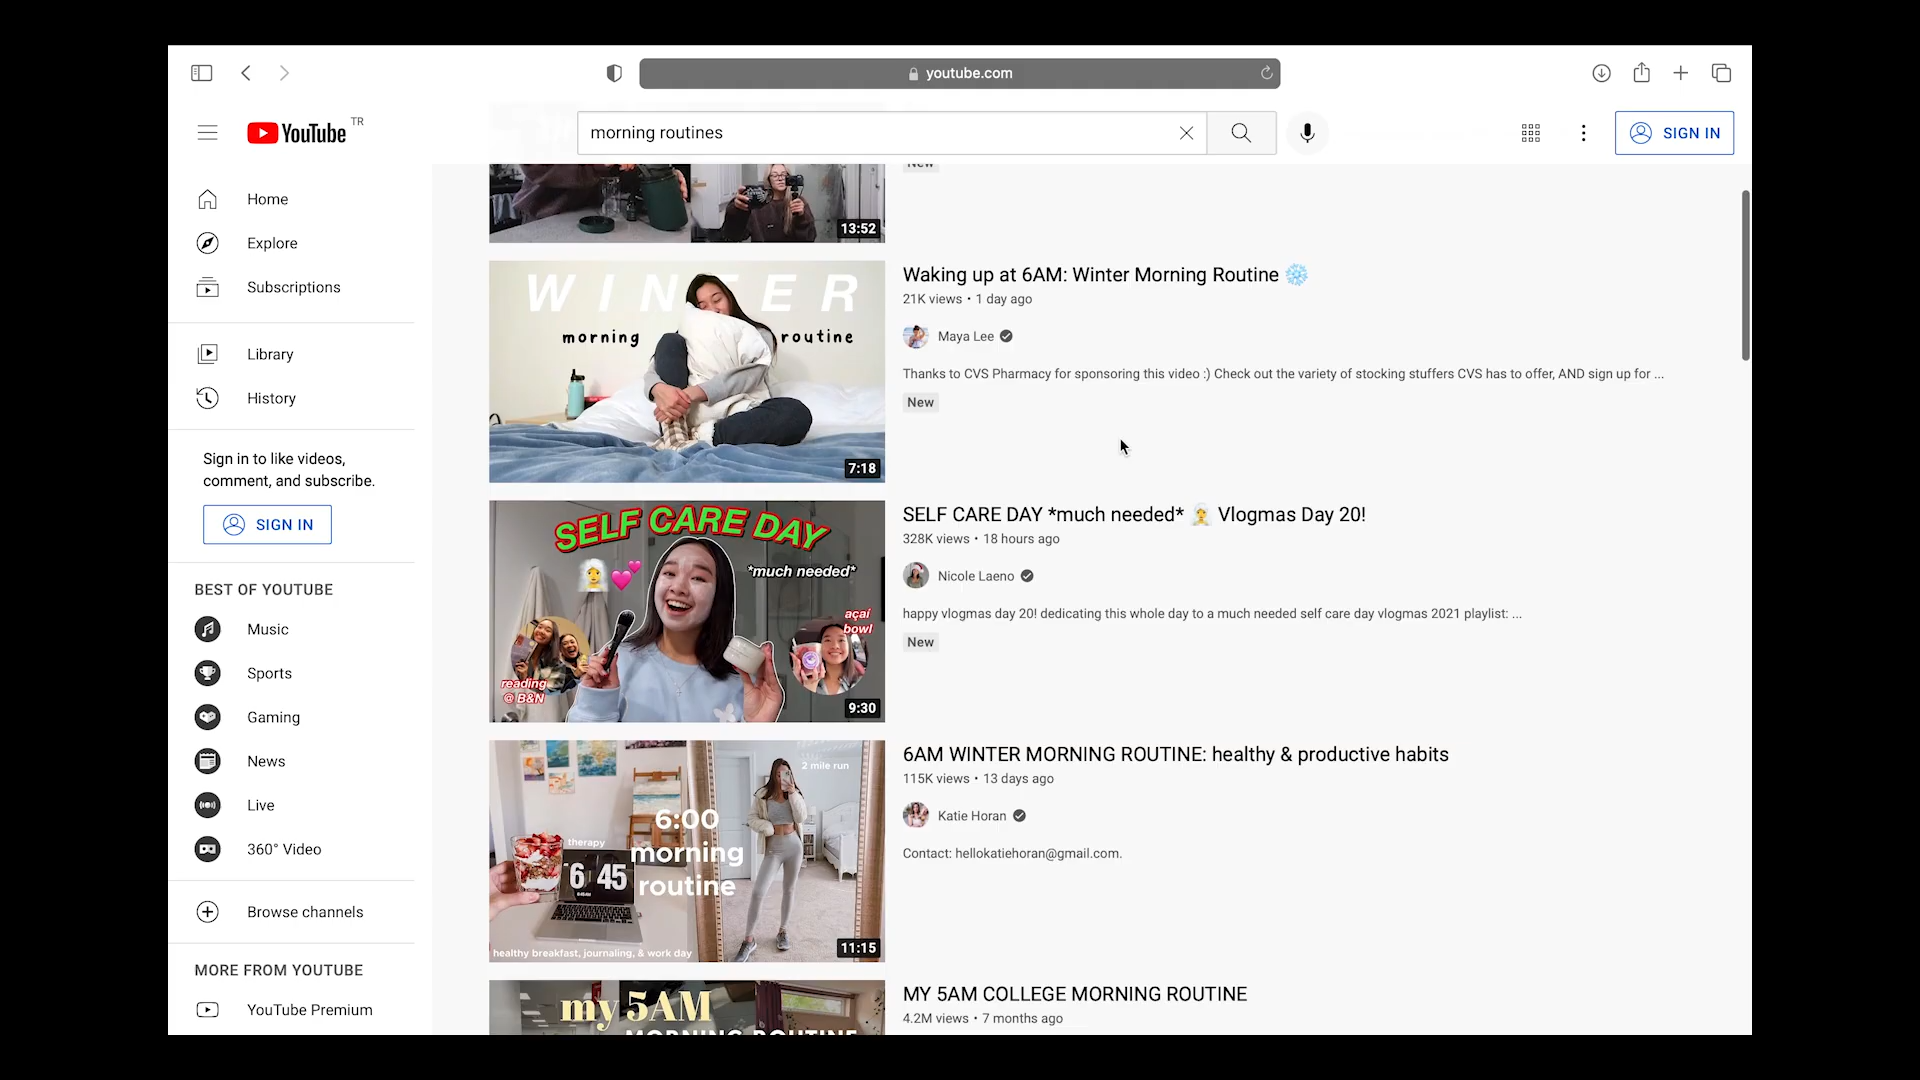 youtube.com
YouTube TR
morning routines
SIGN IN
Home
Explore
Subscriptions
Library
History
Sign in to like videos,
comment, and subscribe.
SIGN IN
BEST OF YOUTUBE
Music
Sports
Gaming
News
Live
360° Video
Browse channels
MORE FROM YOUTUBE
YouTube Premium
13:52
New
WINTER
morning routine
7:18
Waking up at 6AM: Winter Morning Routine ❄️
21K views • 1 day ago
Maya Lee
Thanks to CVS Pharmacy for sponsoring this video :) Check out the variety of stocking stuffers CVS has to offer, AND sign up for ...
New
SELF CARE DAY
*much needed*
açaí
bowl
reading
@ B&N
9:30
SELF CARE DAY *much needed* 🧖‍♀️ Vlogmas Day 20!
328K views • 18 hours ago
Nicole Laeno
happy vlogmas day 20! dedicating this whole day to a much needed self care day vlogmas 2021 playlist: ...
New
2 mile run
6:00
morning
routine
therapy
6 45
healthy breakfast, journaling, & work day
11:15
6AM WINTER MORNING ROUTINE: healthy & productive habits
115K views • 13 days ago
Katie Horan
Contact: hellokatiehoran@gmail.com.
my 5AM
MORNING ROUTINE
MY 5AM COLLEGE MORNING ROUTINE
4.2M views • 7 months ago